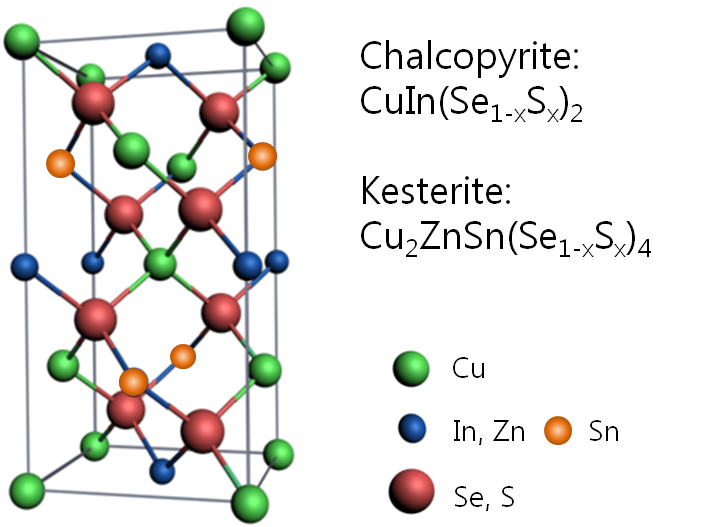 Chalcopyrite:
CuIn(Se₁₋ₓSₓ)₂
Kesterite:
Cu₂ZnSn(Se₁₋ₓSₓ)₄
Cu
In, Zn Sn
Se, S